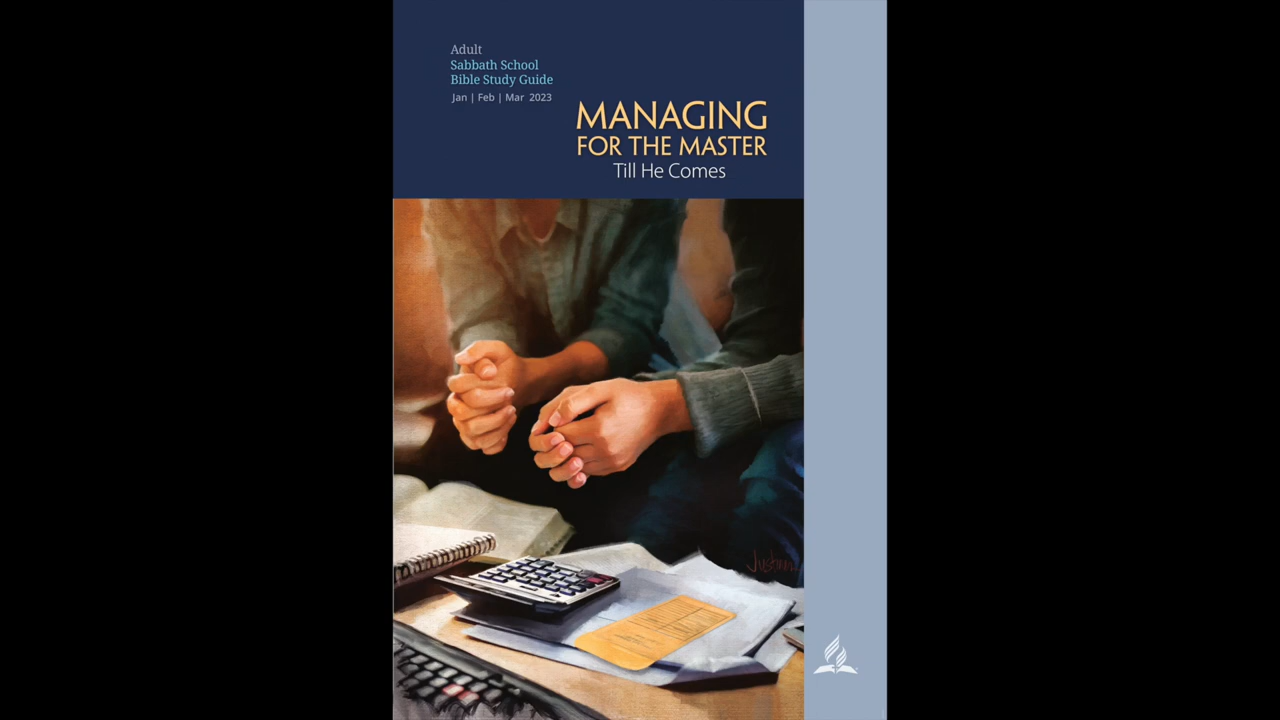 Adult
Sabbath School
Bible Study Guide
Jan | Feb | Mar 2023
MANAGING
FOR THE MASTER
Till He Comes